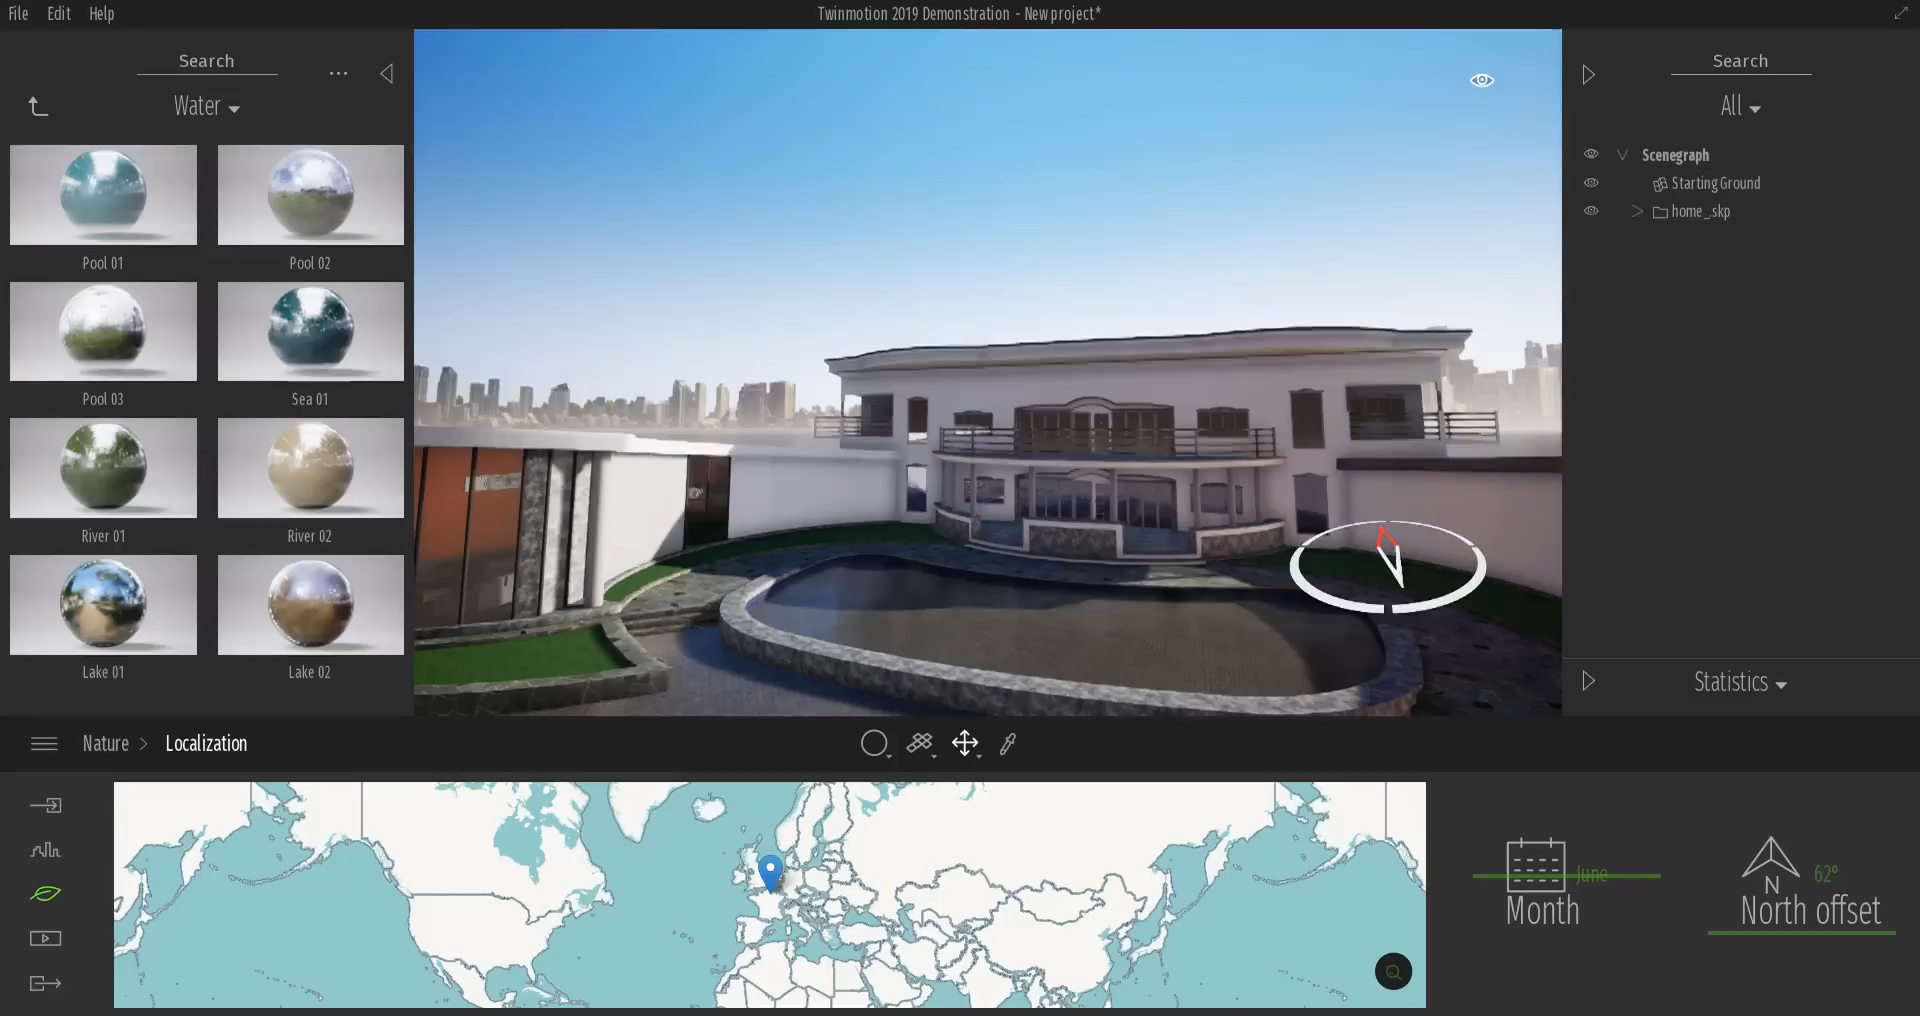 File Edit Help
Twinmotion 2019 Demonstration - New project*
Search
...
Water
Pool 01
Pool 02
Pool 03
Sea 01
River 01
River 02
Lake 01
Lake 02
Search
All
Scenegraph
Starting Ground
home_.skp
Statistics
Nature > Localization
June
Month
N
62°
North offset